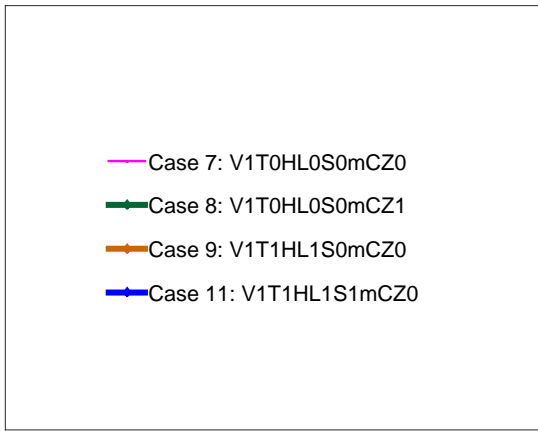 Case 7: V1T0HL0S0mCZ0
Case 8: V1T0HL0S0mCZ1
Case 9: V1T1HL1S0mCZ0
Case 11: V1T1HL1S1mCZ0